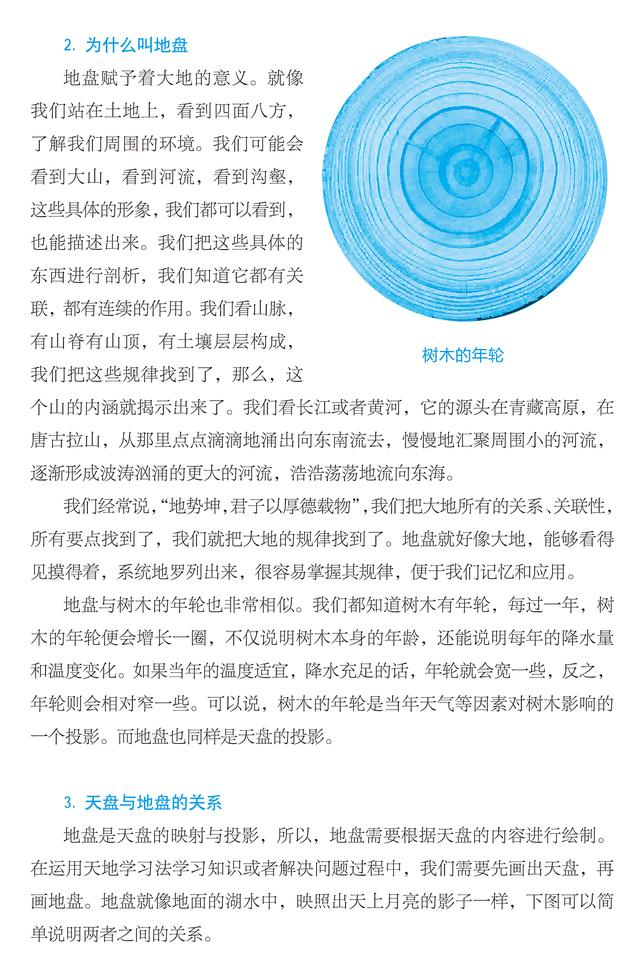 2. 为什么叫地盘
地盘赋予着大地的意义。就像
我们站在土地上，看到四面八方，
了解我们周围的环境。我们可能会
看到大山，看到河流，看到沟壑，
这些具体的形象，我们都可以看到，
也能描述出来。我们把这些具体的
东西进行剖析，我们知道它都有关
联，都有连续的作用。我们看山脉，
有山脊有山顶，有土壤层层构成，
我们把这些规律找到了，那么，这
树木的年轮
个山的内涵就揭示出来了。我们看长江或者黄河，它的源头在青藏高原，在
唐古拉山，从那里点点滴滴地涌出向东南流去，慢慢地汇聚周围小的河流，
逐渐形成波涛汹涌的更大的河流，浩浩荡荡地流向东海。
我们经常说，“地势坤，君子以厚德载物”，我们把大地所有的关系、关联性，
所有要点找到了，我们就把大地的规律找到了。地盘就好像大地，能够看得
见摸得着，系统地罗列出来，很容易掌握其规律，便于我们记忆和应用。
地盘与树木的年轮也非常相似。我们都知道树木有年轮，每过一年，树
木的年轮便会增长一圈，不仅说明树木本身的年龄，还能说明每年的降水量
和温度变化。如果当年的温度适宜，降水充足的话，年轮就会宽一些，反之，
年轮则会相对窄一些。可以说，树木的年轮是当年天气等因素对树木影响的
一个投影。而地盘也同样是天盘的投影。
3. 天盘与地盘的关系
地盘是天盘的映射与投影，所以，地盘需要根据天盘的内容进行绘制。
在运用天地学习法学习知识或者解决问题过程中，我们需要先画出天盘，再
画地盘。地盘就像地面的湖水中，映照出天上月亮的影子一样，下图可以简
单说明两者之间的关系。